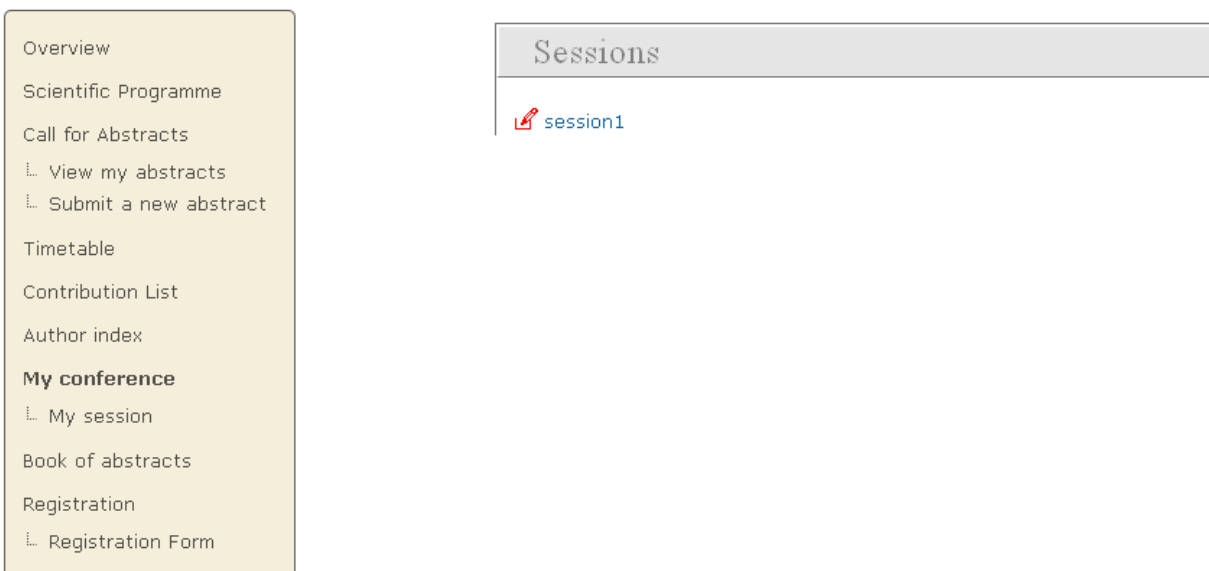 Overview
Scientific Programme
Call for Abstracts
View my abstracts
Submit a new abstract
Timetable
Contribution List
Author index
My conference
My session
Book of abstracts
Registration
Registration Form
Sessions
session1